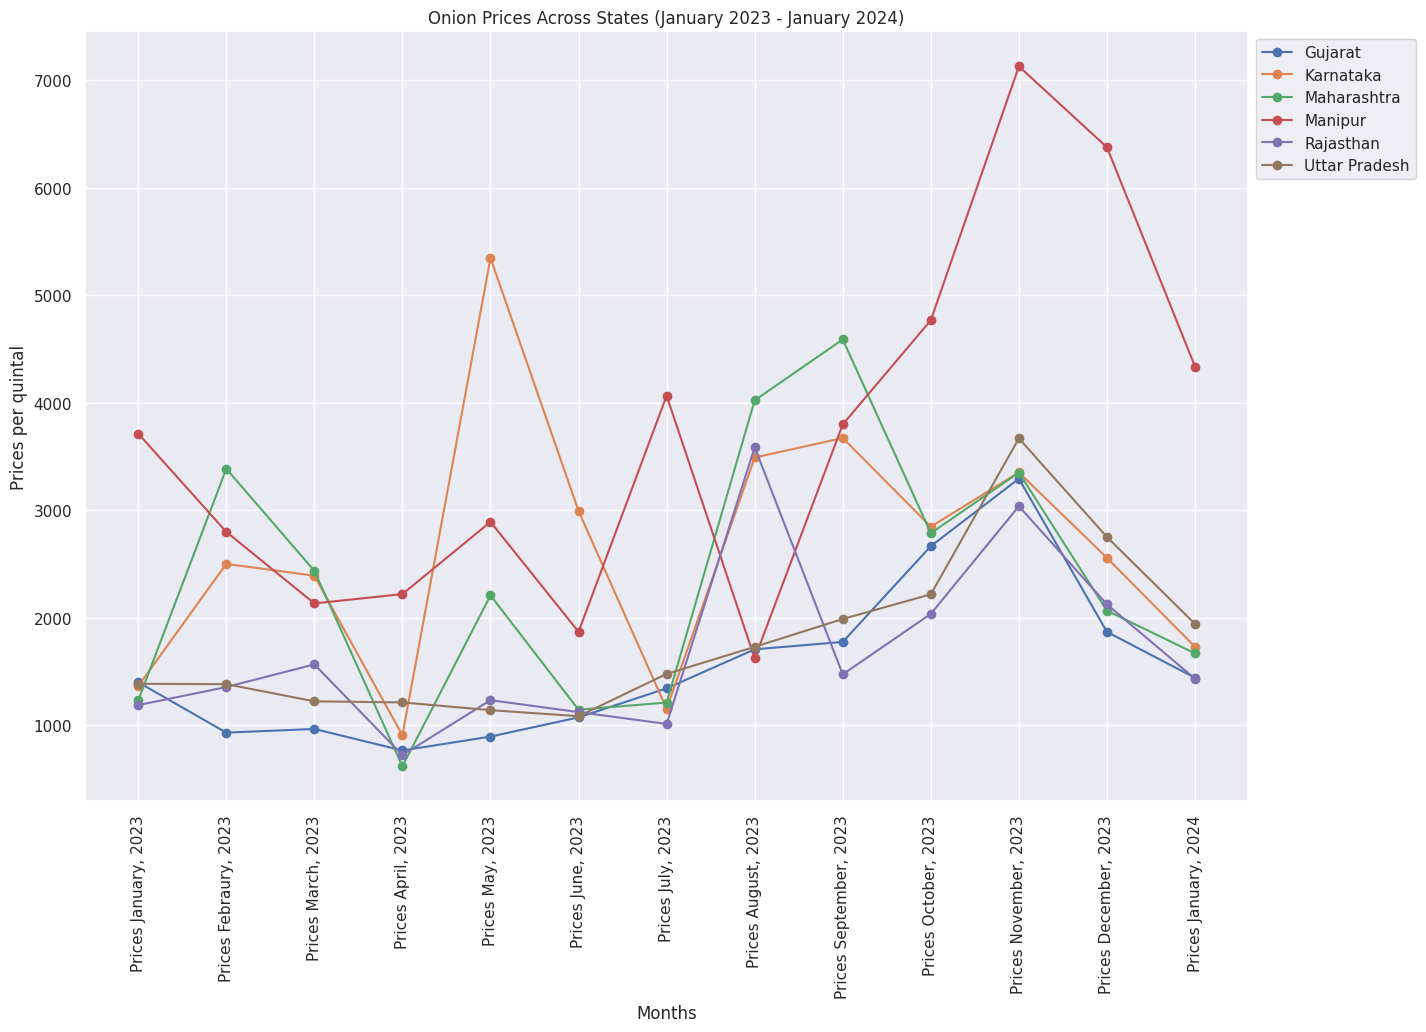 Onion Prices Across States (January 2023 - January 2024)
Gujarat
Karnataka
Maharashtra
Manipur
Rajasthan
Uttar Pradesh
Prices per quintal
7000
6000
5000
4000
3000
2000
1000
Prices January, 2023
Prices Febraury, 2023
Prices March, 2023
Prices April, 2023
Prices May, 2023
Prices June, 2023
Prices July, 2023
Prices August, 2023
Prices September, 2023
Prices October, 2023
Prices November, 2023
Prices December, 2023
Prices January, 2024
Months